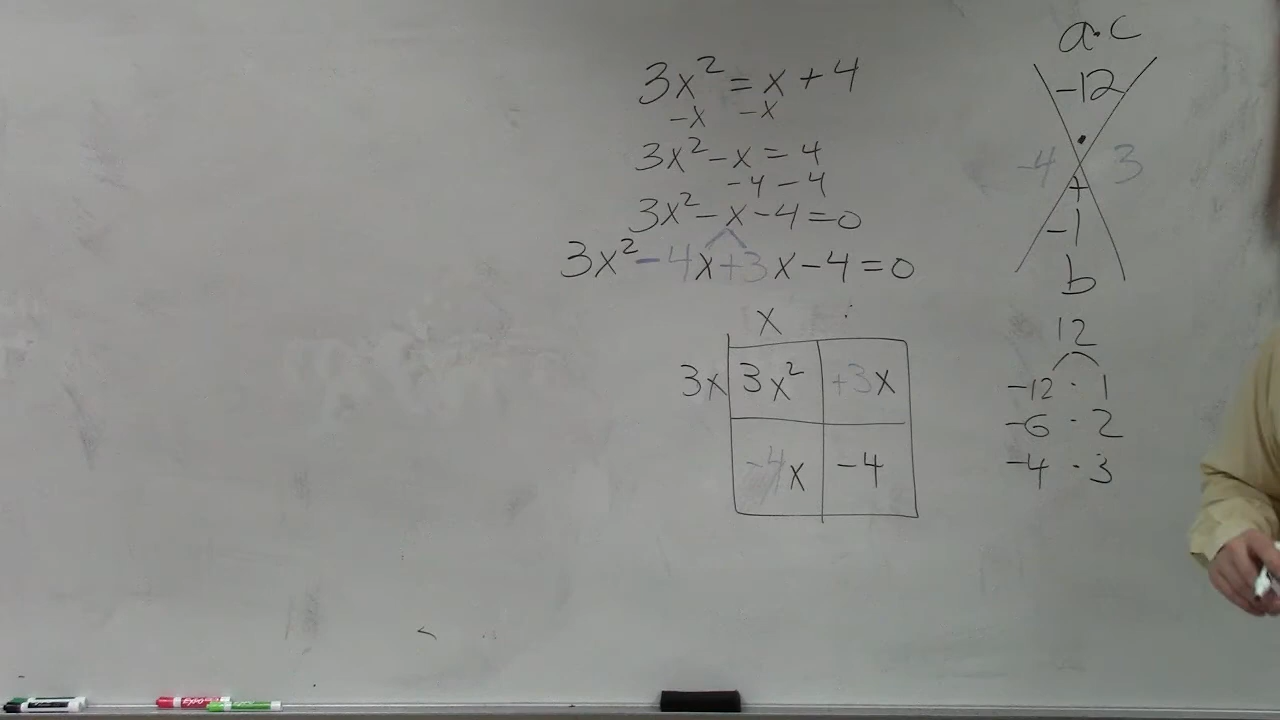 3x² = x + 4
-x -x
3x² - x = 4
-4 -4
3x² - x - 4 = 0
3x² - 4x + 3x - 4 = 0
x
3x 3x² +3x
-4x -4
a·c
-12
·
-4 3
+
-1
b
12
-12 · 1
-6 · 2
-4 · 3